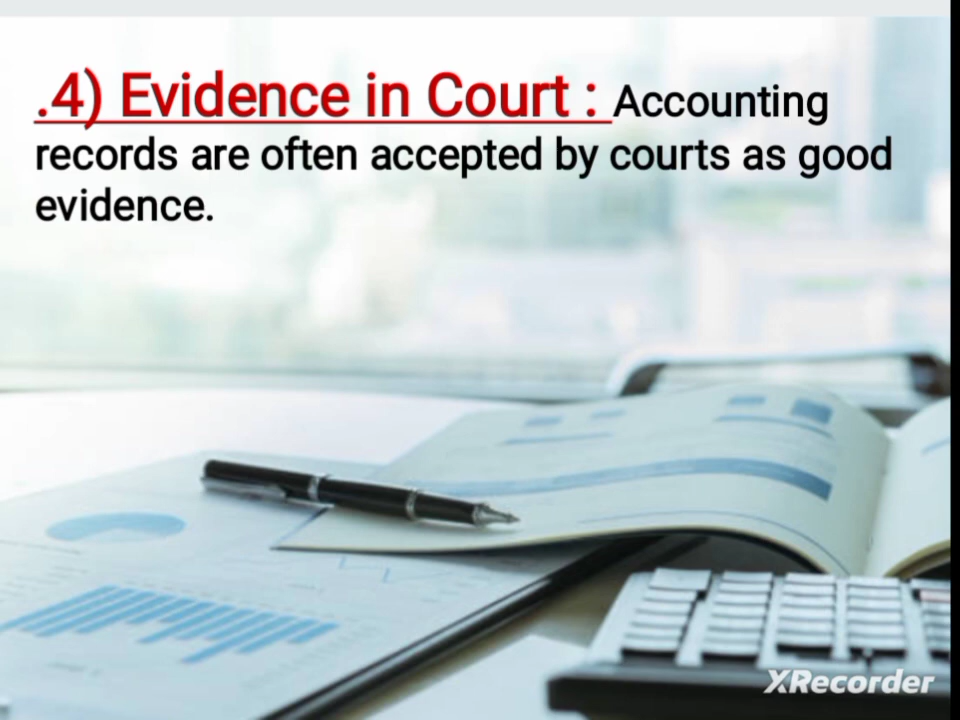 .4) Evidence in Court : Accounting
records are often accepted by courts as good
evidence.
XRecorder